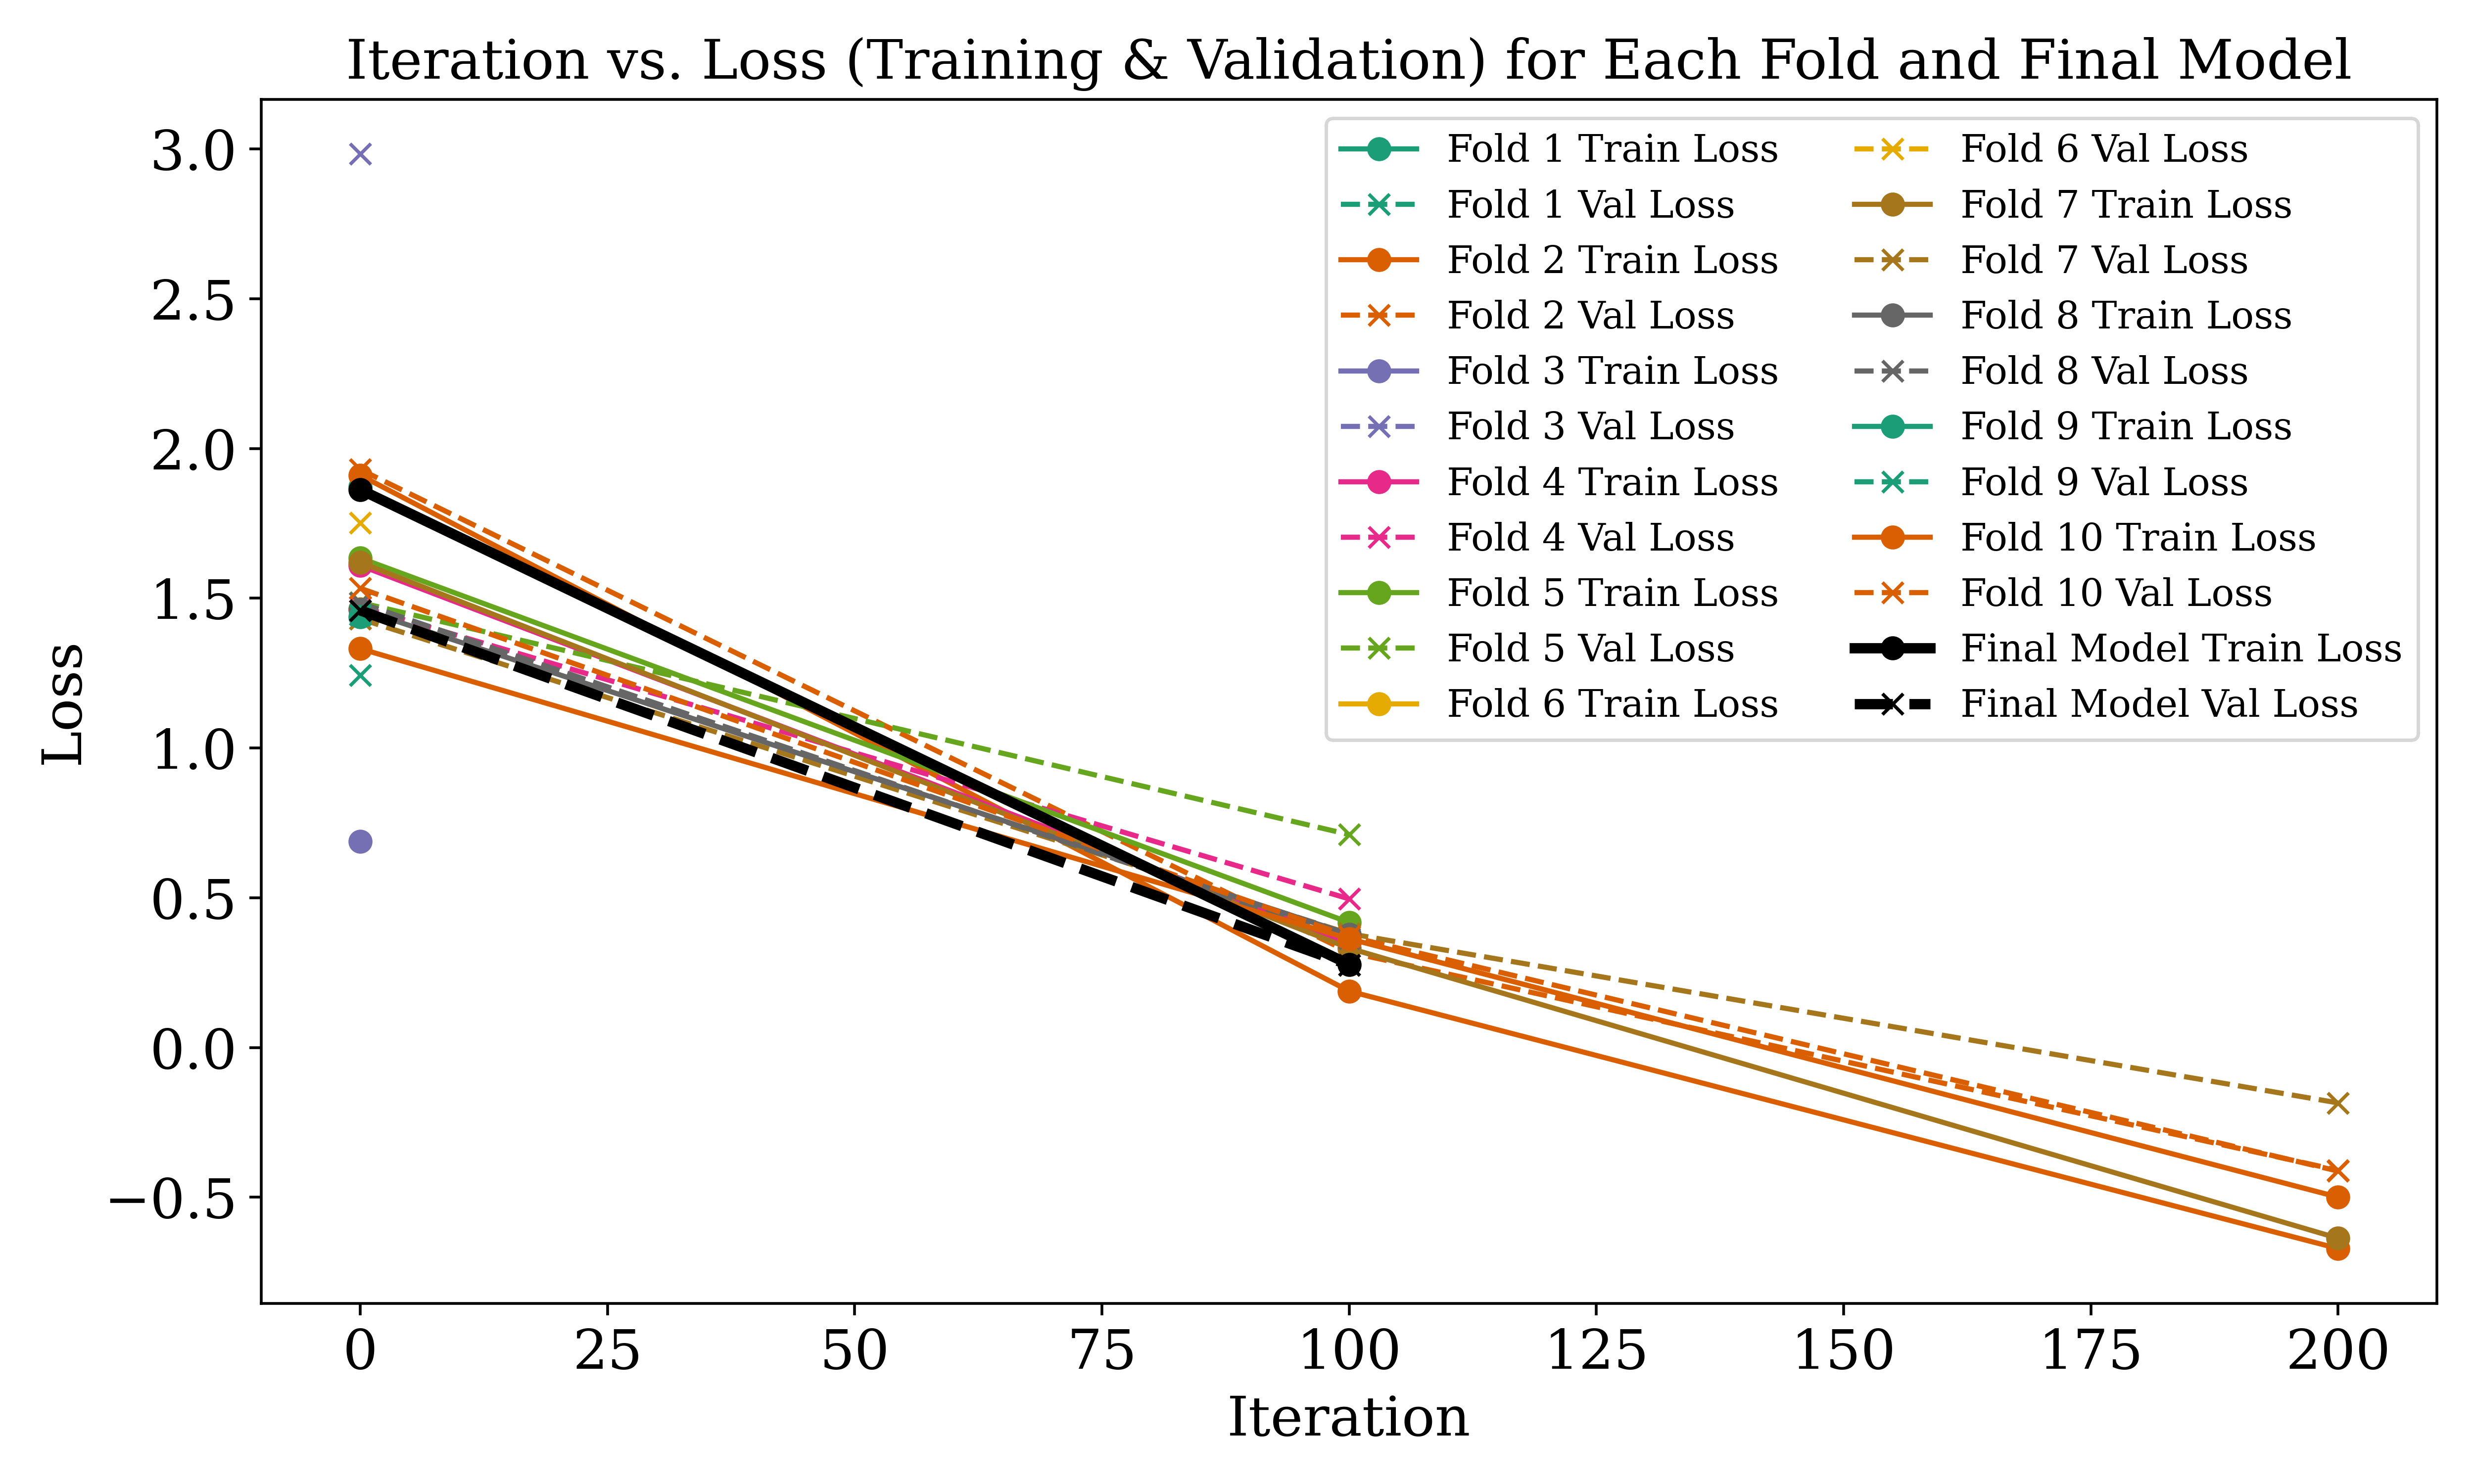 Iteration vs. Loss (Training & Validation) for Each Fold and Final Model
Loss
3.0
2.5
2.0
1.5
1.0
0.5
0.0
−0.5
Fold 1 Train Loss
Fold 1 Val Loss
Fold 2 Train Loss
Fold 2 Val Loss
Fold 3 Train Loss
Fold 3 Val Loss
Fold 4 Train Loss
Fold 4 Val Loss
Fold 5 Train Loss
Fold 5 Val Loss
Fold 6 Train Loss
Fold 6 Val Loss
Fold 7 Train Loss
Fold 7 Val Loss
Fold 8 Train Loss
Fold 8 Val Loss
Fold 9 Train Loss
Fold 9 Val Loss
Fold 10 Train Loss
Fold 10 Val Loss
Final Model Train Loss
Final Model Val Loss
0 25 50 75 100 125 150 175 200
Iteration